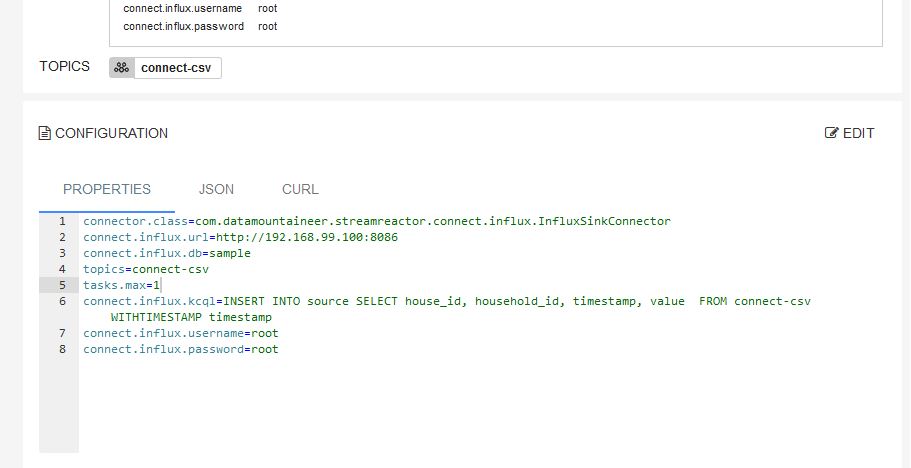 connect.influx.username root
connect.influx.password root
TOPICS connect-csv
CONFIGURATION EDIT
PROPERTIES JSON CURL
1 connector.class=com.datamountaineer.streamreactor.connect.influx.InfluxSinkConnector
2 connect.influx.url=http://192.168.99.100:8086
3 connect.influx.db=sample
4 topics=connect-csv
5 tasks.max=1
6 connect.influx.kcql=INSERT INTO source SELECT house_id, household_id, timestamp, value  FROM connect-csv
WITHTIMESTAMP timestamp
7 connect.influx.username=root
8 connect.influx.password=root